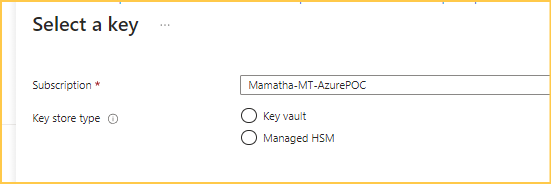 Select a key ...
Subscription * Mamatha-MT-AzurePOC
Key store type Key vault
Managed HSM